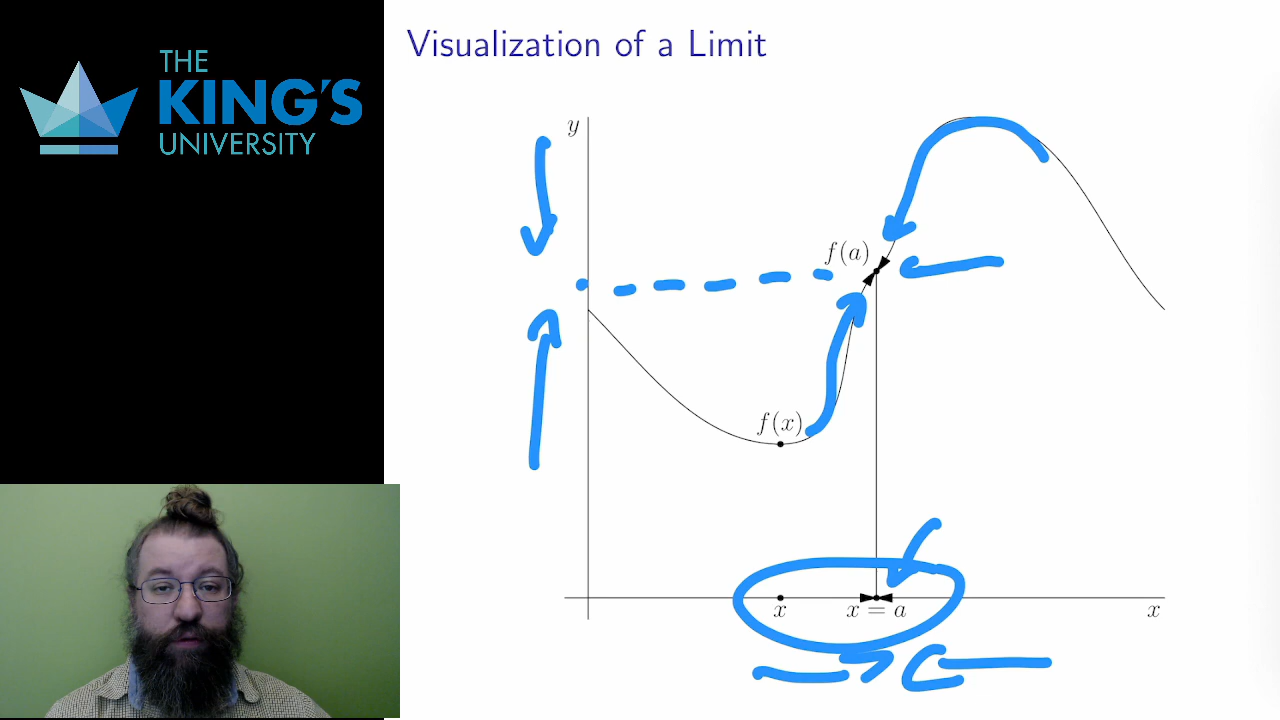 THE
KING'S
UNIVERSITY
Visualization of a Limit
y
f(a)
f(x)
x
x = a
x